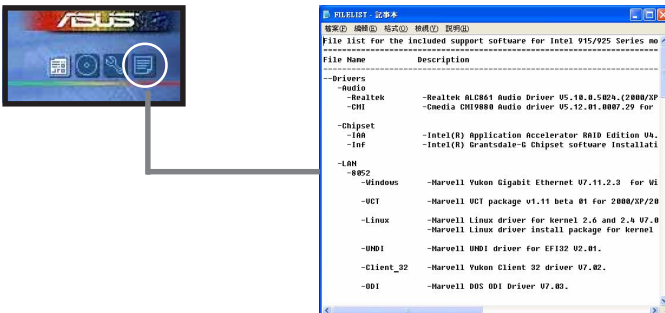 ASUS
FILELIST - 記事本
檔案(F) 編輯(E) 格式(O) 檢視(V) 說明(H)
File list for the included support software for Intel 915/925 Series mo
File Name Description
--Drivers
-Audio
-Realtek -Realtek ALC861 Audio Driver V5.10.0.5024.(2000/XP
-CMI -Cmedia CMI9880 Audio driver V5.12.01.0007.29 for
-Chipset
-IAA -Intel(R) Application Accelerator RAID Edition V4.
-Inf -Intel(R) Grantsdale-G Chipset software Installati
-LAN
-8052
-Windows -Marvell Yukon Gigabit Ethernet V7.11.2.3 for Wi
-VCT -Marvell VCT package v1.11 beta 01 for 2000/XP/20
-Linux -Marvell Linux driver for kernel 2.6 and 2.4 V7.0
-Marvell Linux driver install package for kernel
-UNDI -Marvell UNDI driver for EFI32 V2.01.
-Client_32 -Marvell Yukon Client 32 driver V7.02.
-ODI -Marvell DOS ODI Driver V7.03.